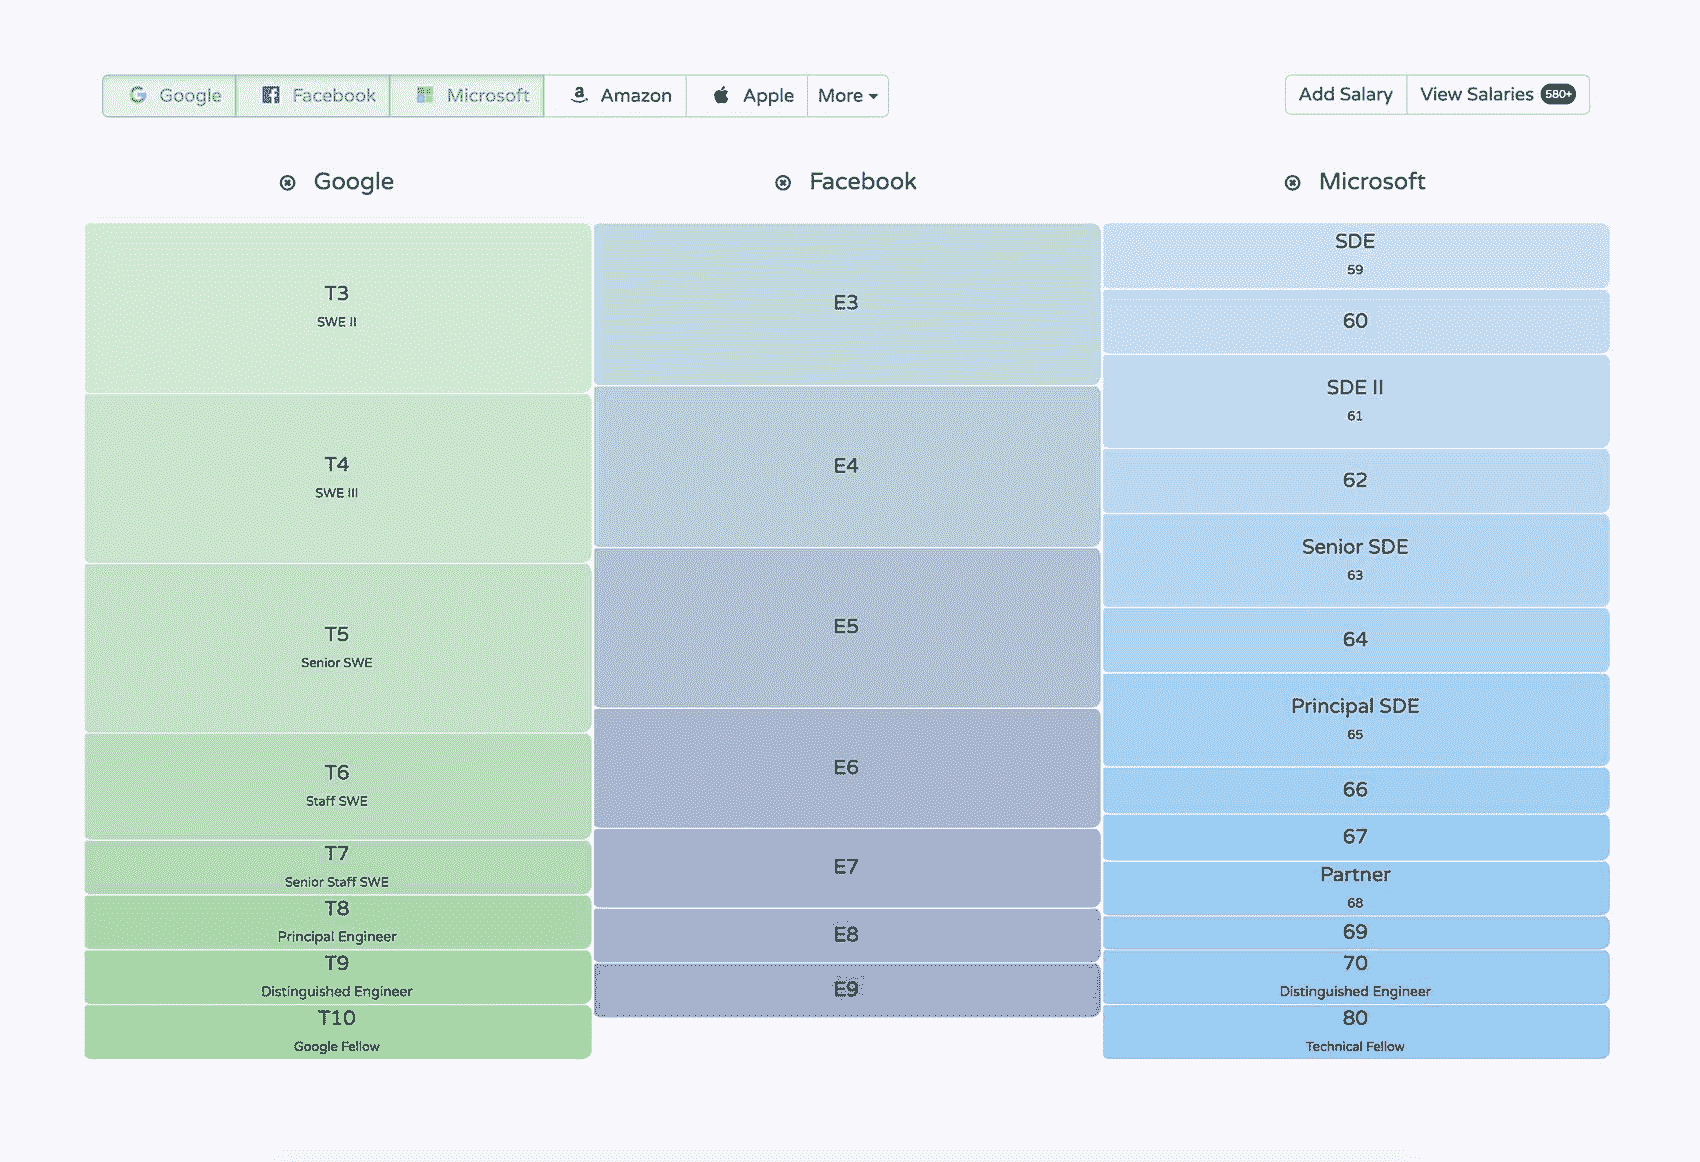 Google Facebook Microsoft Amazon Apple More Add Salary View Salaries 580+
Google
T3
SWE II
T4
SWE III
T5
Senior SWE
T6
Staff SWE
T7
Senior Staff SWE
T8
Principal Engineer
T9
Distinguished Engineer
T10
Google Fellow
Facebook
E3
E4
E5
E6
E7
E8
E9
Microsoft
SDE
59
60
SDE II
61
62
Senior SDE
63
64
Principal SDE
65
66
67
Partner
68
69
70
Distinguished Engineer
80
Technical Fellow